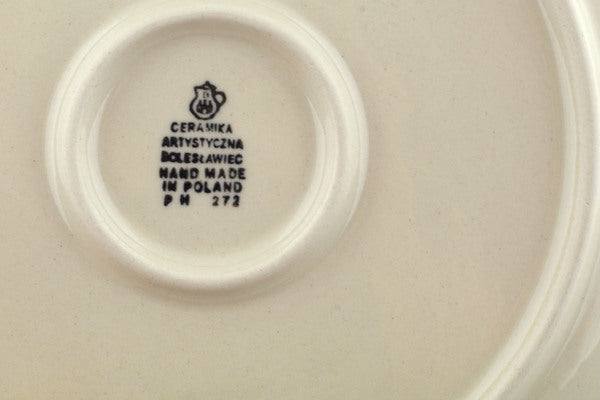 CERAMIKA
ARTYSTYCZNA
BOLESŁAWIEC
HAND MADE
IN POLAND
P H 272